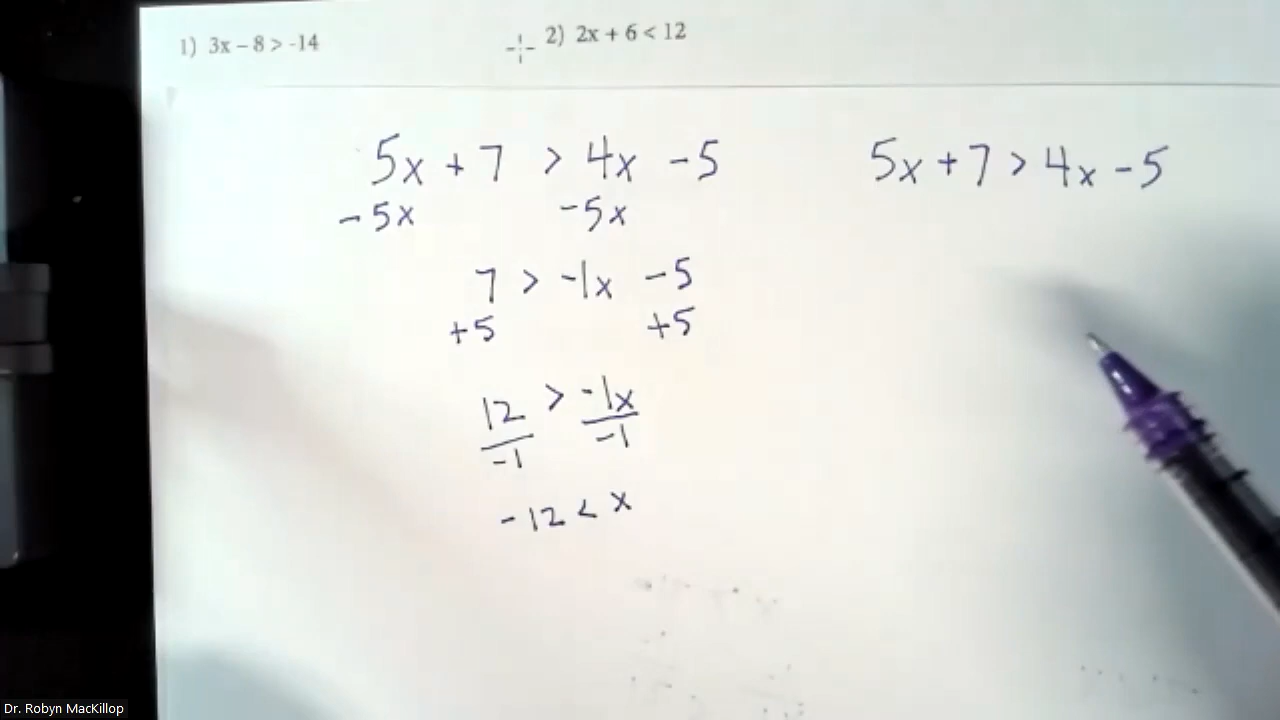 1) 3x – 8 > -14 2) 2x + 6 < 12
5x + 7 > 4x - 5 5x + 7 > 4x - 5
- 5x -5x
7 > -1x -5
+5 +5
12 > -1x
-1 -1
-12 < x
Dr. Robyn MacKillop